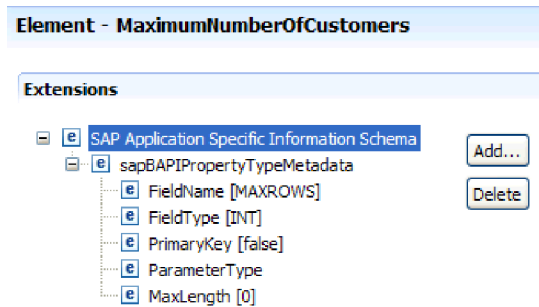 Element - MaximumNumberOfCustomers
Extensions
SAP Application Specific Information Schema
Add...
sapBAPIPropertyTypeMetadata
FieldName [MAXROWS]
Delete
FieldType [INT]
PrimaryKey [false]
ParameterType
MaxLength [0]